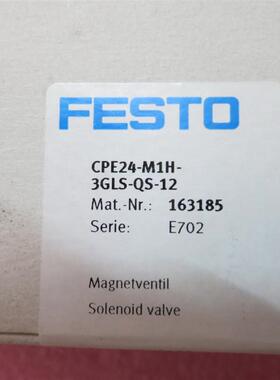 FESTO
CPE24-M1H-
3GLS-QS-12
Mat.-Nr.: 163185
Serie: E702
Magnetventil
Solenoid valve